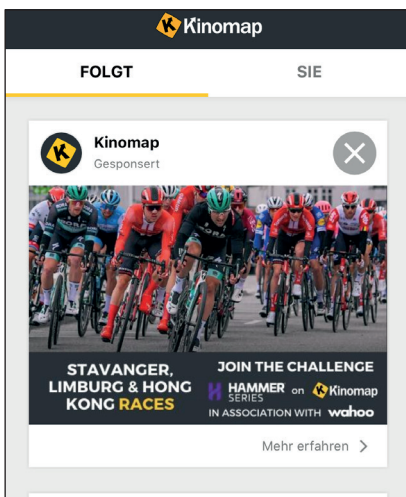 Kinomap
FOLGT SIE
Kinomap
Gesponsert
BORA
STAVANGER,
LIMBURG & HONG
KONG RACES
JOIN THE CHALLENGE
HAMMER SERIES on Kinomap
IN ASSOCIATION WITH wahoo
Mehr erfahren